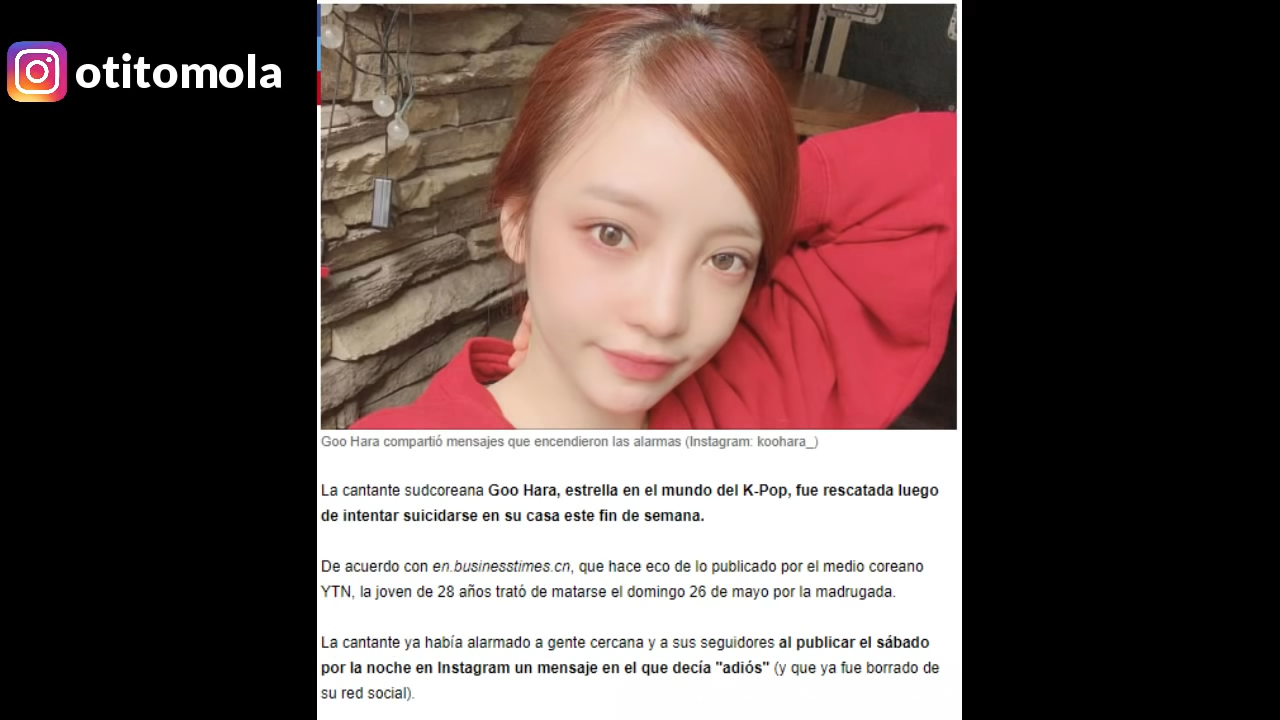 otitomola
Goo Hara compartió mensajes que encendieron las alarmas (Instagram: koohara_)
La cantante sudcoreana Goo Hara, estrella en el mundo del K-Pop, fue rescatada luego
de intentar suicidarse en su casa este fin de semana.
De acuerdo con en.businesstimes.cn, que hace eco de lo publicado por el medio coreano
YTN, la joven de 28 años trató de matarse el domingo 26 de mayo por la madrugada.
La cantante ya había alarmado a gente cercana y a sus seguidores al publicar el sábado
por la noche en Instagram un mensaje en el que decía "adiós" (y que ya fue borrado de
su red social).